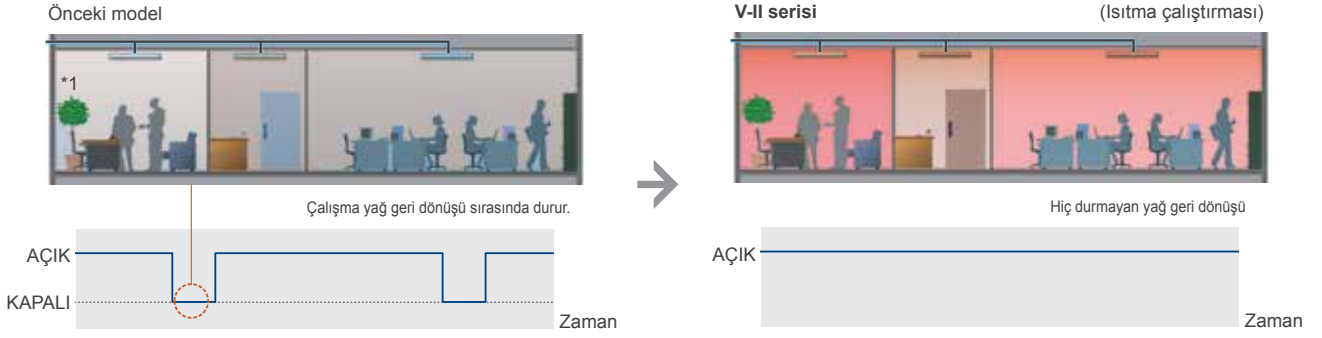 Önceki model
*1
Çalışma yağ geri dönüşü sırasında durur.
AÇIK
KAPALI
Zaman
V-II serisi
(Isıtma çalıştırması)
Hiç durmayan yağ geri dönüşü
AÇIK
Zaman